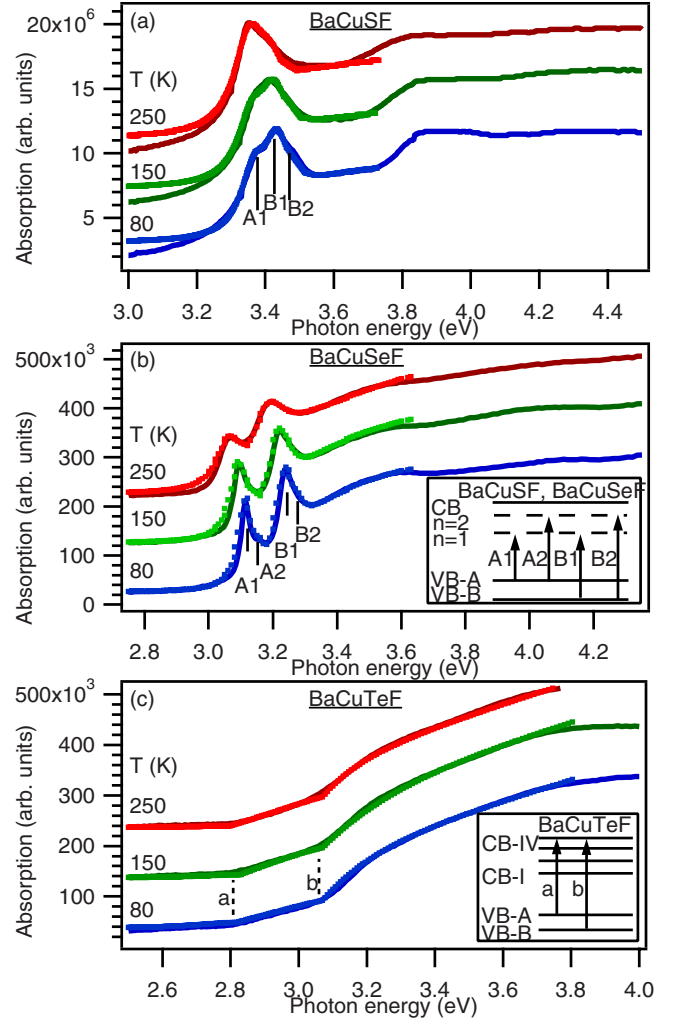 (a) BaCuSF
20x10⁶
15
10
5
Absorption (arb. units)
T (K)
250
150
80
A1
B1
B2
3.0 3.2 3.4 3.6 3.8 4.0 4.2 4.4
Photon energy (eV)
(b) BaCuSeF
500x10³
400
300
200
100
0
Absorption (arb. units)
T (K)
250
150
80
A1
A2
B1
B2
BaCuSF, BaCuSeF
CB
n=2
n=1
A1 A2 B1 B2
VB-A
VB-B
2.8 3.0 3.2 3.4 3.6 3.8 4.0 4.2
Photon energy (eV)
(c) BaCuTeF
500x10³
400
300
200
100
Absorption (arb. units)
T (K)
250
150
80
a
b
BaCuTeF
CB-IV
CB-I
a b
VB-A
VB-B
2.6 2.8 3.0 3.2 3.4 3.6 3.8 4.0
Photon energy (eV)